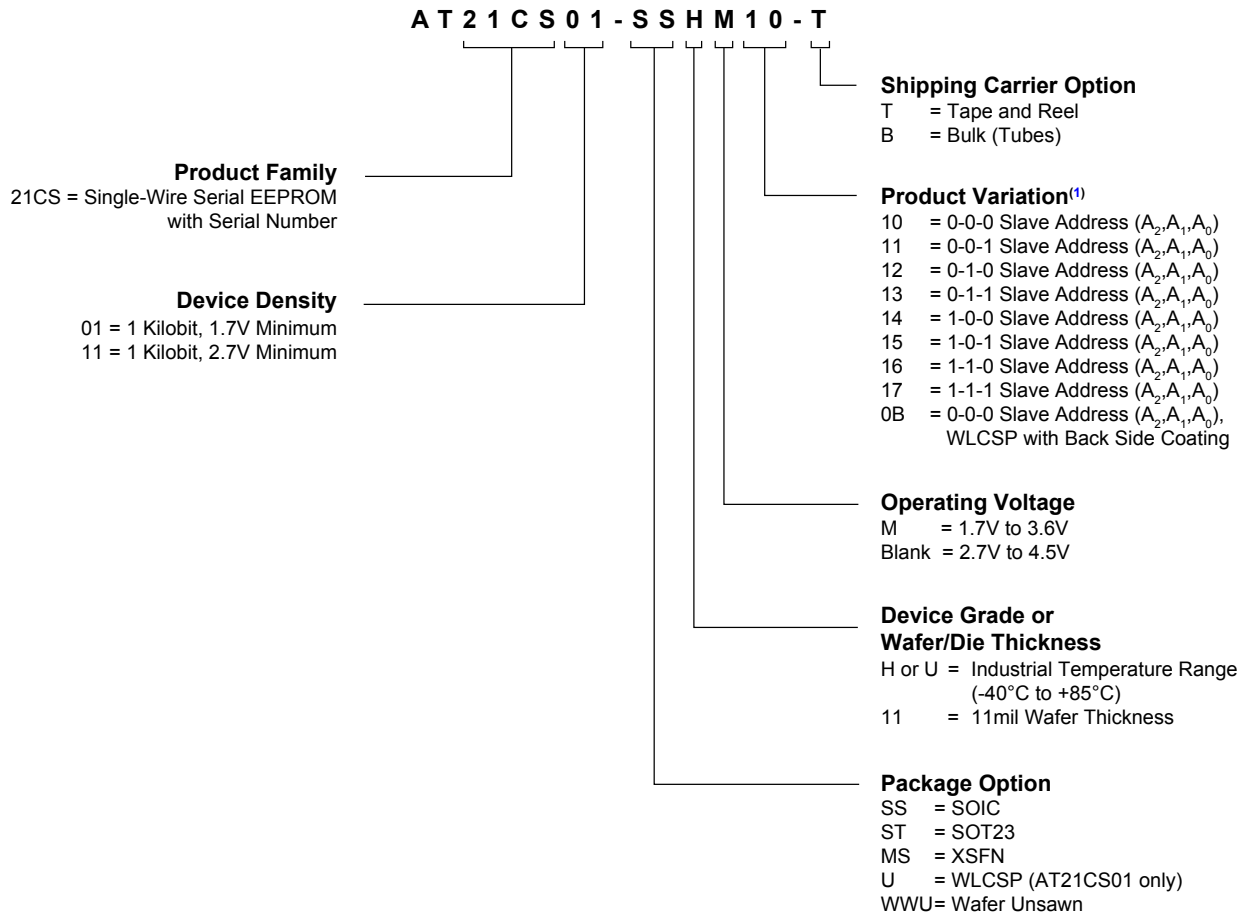 AT21CS01-SSHM10-T
Product Family
21CS = Single-Wire Serial EEPROM
with Serial Number
Device Density
01 = 1 Kilobit, 1.7V Minimum
11 = 1 Kilobit, 2.7V Minimum
Shipping Carrier Option
T = Tape and Reel
B = Bulk (Tubes)
Product Variation(1)
10 = 0-0-0 Slave Address (A2,A1,A0)
11 = 0-0-1 Slave Address (A2,A1,A0)
12 = 0-1-0 Slave Address (A2,A1,A0)
13 = 0-1-1 Slave Address (A2,A1,A0)
14 = 1-0-0 Slave Address (A2,A1,A0)
15 = 1-0-1 Slave Address (A2,A1,A0)
16 = 1-1-0 Slave Address (A2,A1,A0)
17 = 1-1-1 Slave Address (A2,A1,A0)
0B = 0-0-0 Slave Address (A2,A1,A0),
WLCSP with Back Side Coating
Operating Voltage
M = 1.7V to 3.6V
Blank = 2.7V to 4.5V
Device Grade or
Wafer/Die Thickness
H or U = Industrial Temperature Range
(-40°C to +85°C)
11 = 11mil Wafer Thickness
Package Option
SS = SOIC
ST = SOT23
MS = XSFN
U = WLCSP (AT21CS01 only)
WWU= Wafer Unsawn